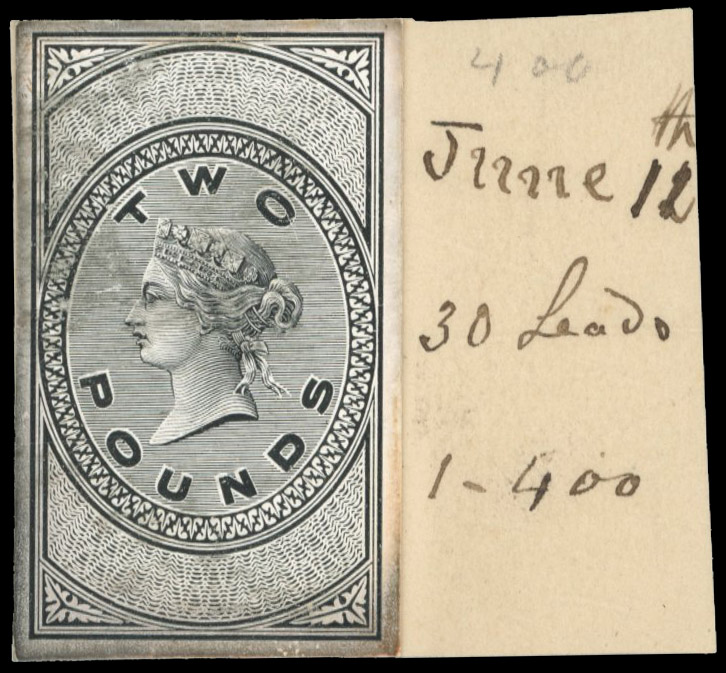 TWO
POUNDS
400
June 12th
30 Leads
1-400